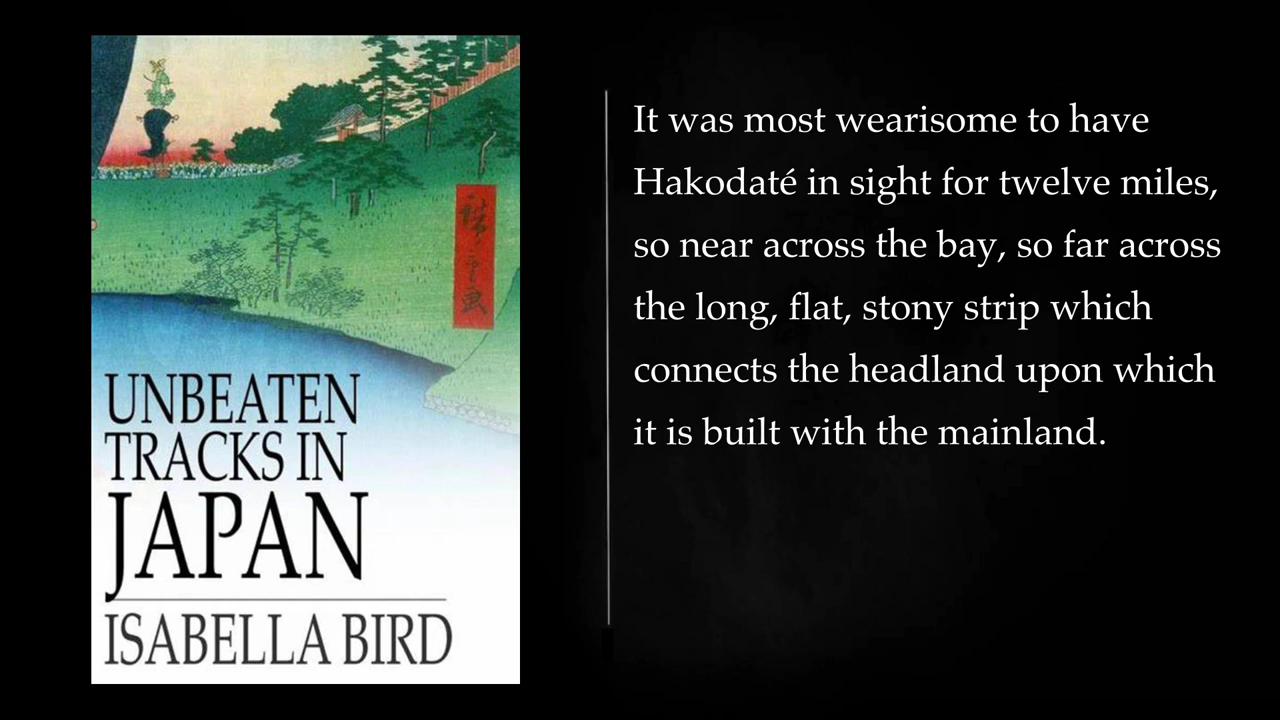 UNBEATEN
TRACKS IN
JAPAN
ISABELLA BIRD
It was most wearisome to have
Hakodaté in sight for twelve miles,
so near across the bay, so far across
the long, flat, stony strip which
connects the headland upon which
it is built with the mainland.